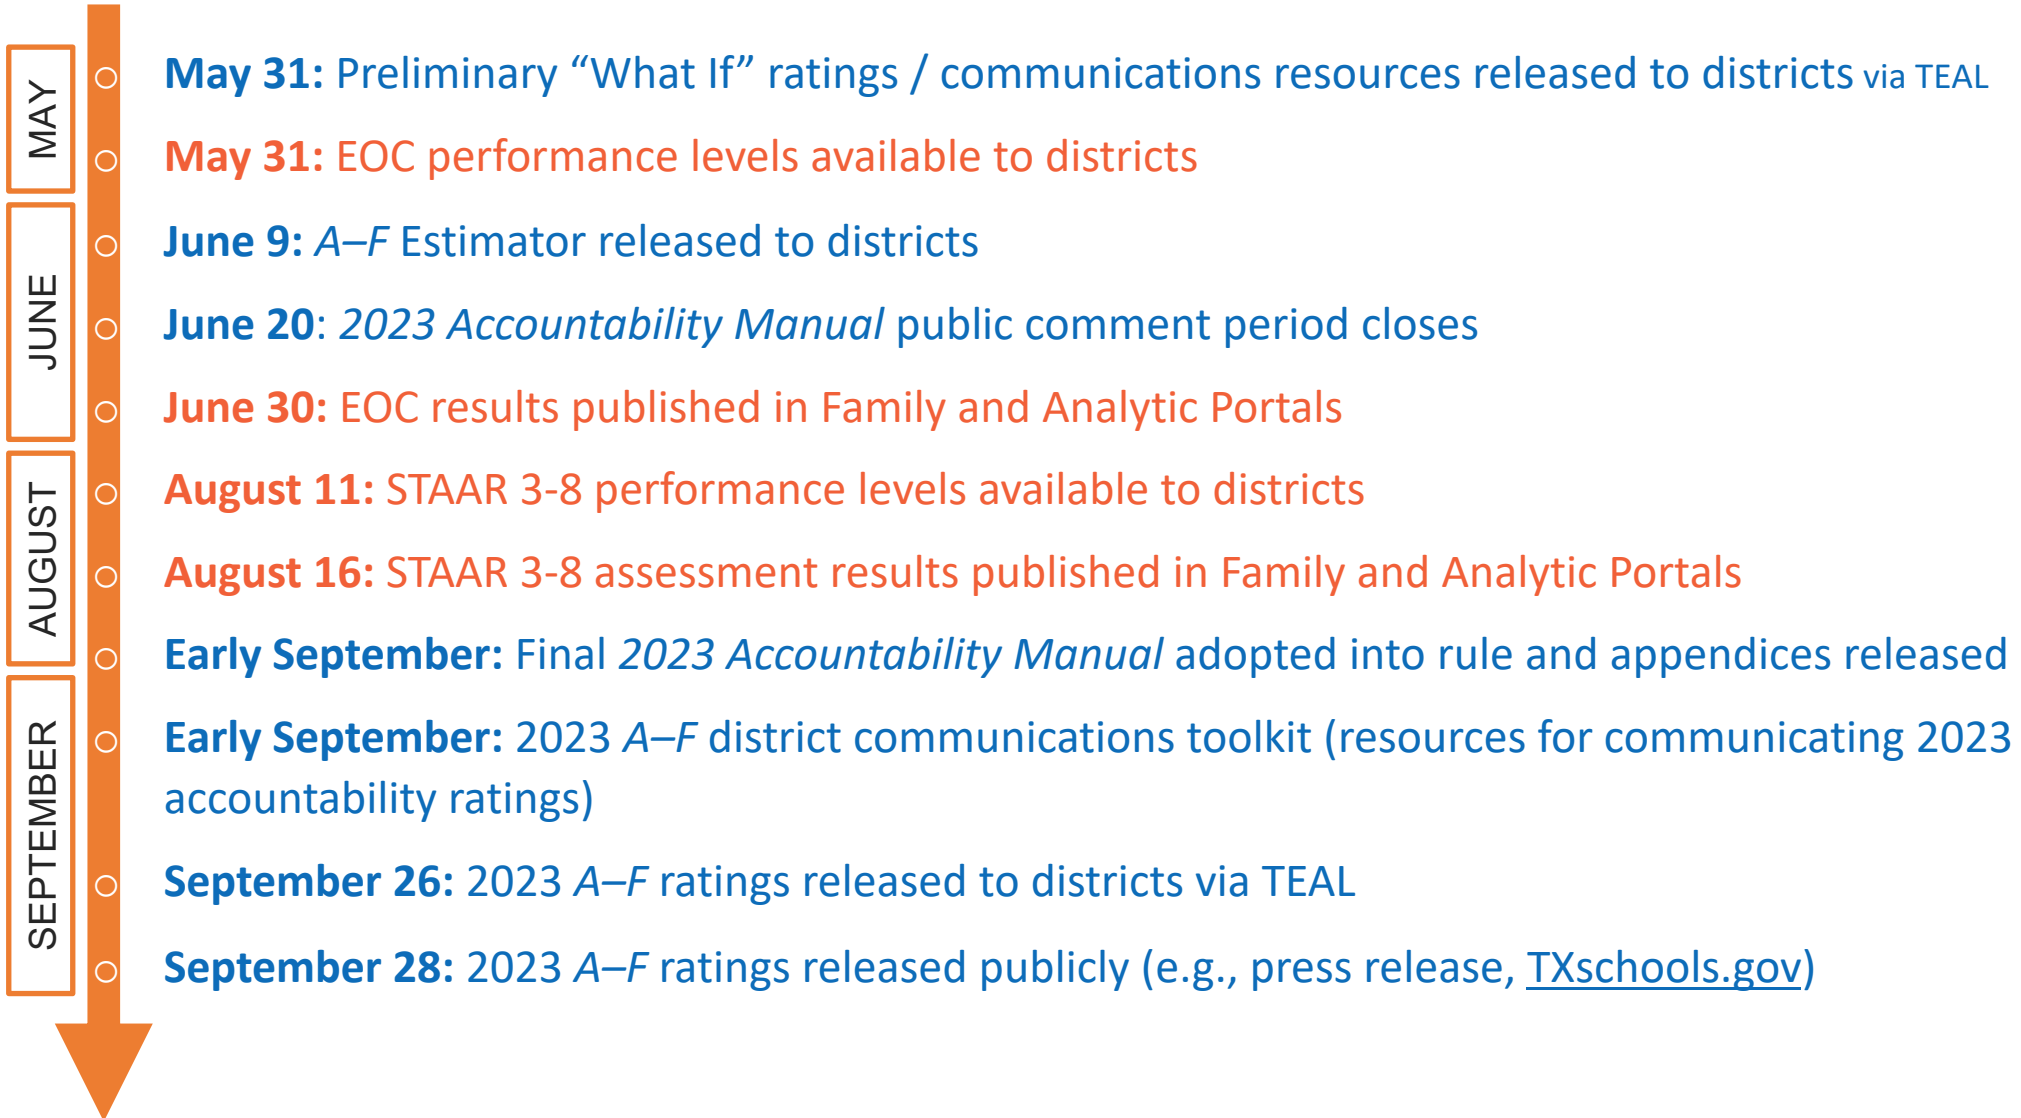 MAY
May 31: Preliminary “What If” ratings / communications resources released to districts via TEAL
May 31: EOC performance levels available to districts
JUNE
June 9: A–F Estimator released to districts
June 20: 2023 Accountability Manual public comment period closes
June 30: EOC results published in Family and Analytic Portals
AUGUST
August 11: STAAR 3-8 performance levels available to districts
August 16: STAAR 3-8 assessment results published in Family and Analytic Portals
Early September: Final 2023 Accountability Manual adopted into rule and appendices released
SEPTEMBER
Early September: 2023 A–F district communications toolkit (resources for communicating 2023
accountability ratings)
September 26: 2023 A–F ratings released to districts via TEAL
September 28: 2023 A–F ratings released publicly (e.g., press release, TXschools.gov)